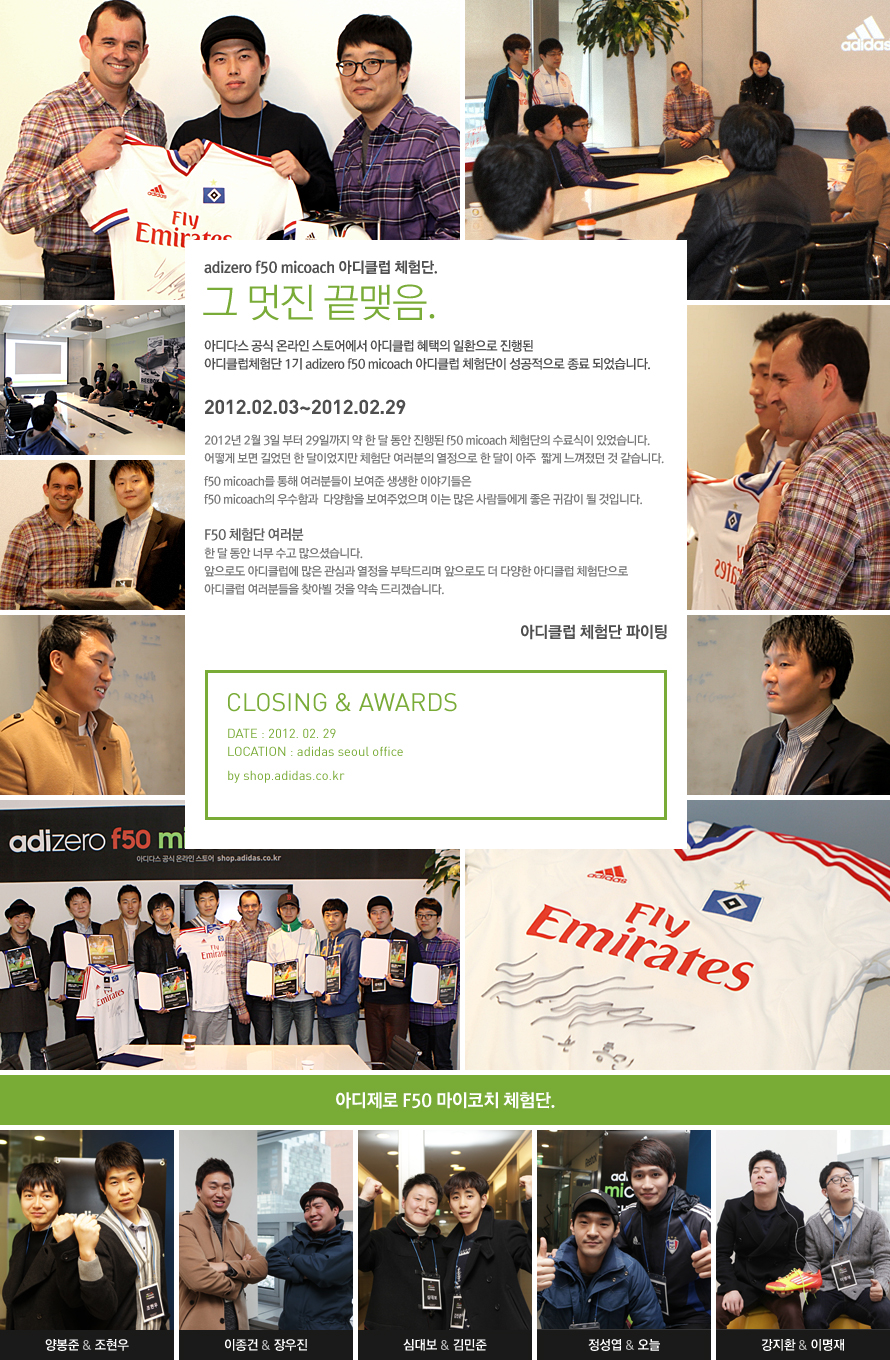 adidas
Fly
Emirates
adizero f50 micoach 아디클럽 체험단.
그 멋진 끝맺음.
아디다스 공식 온라인 스토어에서 아디클럽 혜택의 일환으로 진행된
아디클럽체험단 1기 adizero f50 micoach 아디클럽 체험단이 성공적으로 종료 되었습니다.
2012.02.03~2012.02.29
2012년 2월 3일 부터 29일까지 약 한 달 동안 진행된 f50 micoach 체험단의 수료식이 있었습니다.
어떻게 보면 길었던 한 달이었지만 체험단 여러분의 열정으로 한 달이 아주 짧게 느껴졌던 것 같습니다.
f50 micoach를 통해 여러분들이 보여준 생생한 이야기들은
f50 micoach의 우수함과 다양함을 보여주었으며 이는 많은 사람들에게 좋은 귀감이 될 것입니다.
F50 체험단 여러분
한 달 동안 너무 수고 많으셨습니다.
앞으로도 아디클럽에 많은 관심과 열정을 부탁드리며 앞으로도 더 다양한 아디클럽 체험단으로
아디클럽 여러분들을 찾아뵐 것을 약속 드리겠습니다.
아디클럽 체험단 파이팅
CLOSING & AWARDS
DATE : 2012. 02. 29
LOCATION : adidas seoul office
by shop.adidas.co.kr
adizero f50 mi
아디다스 공식 온라인 스토어 shop.adidas.co.kr
Fly
Emirates
Fly
Emirates
아디제로 F50 마이코치 체험단.
양봉준 & 조현우
이종건 & 장우진
심대보 & 김민준
정성엽 & 오늘
강지환 & 이명재